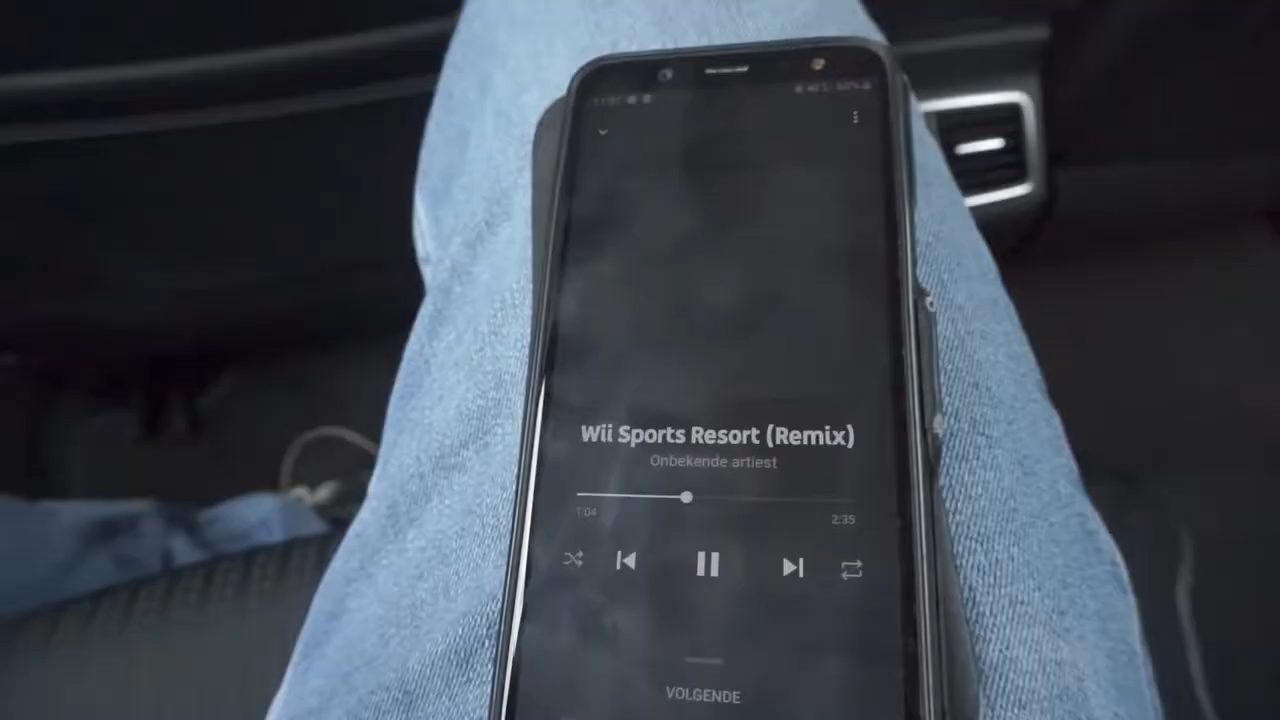 Wii Sports Resort (Remix)
Onbekende artiest
1:04
2:35
VOLGENDE